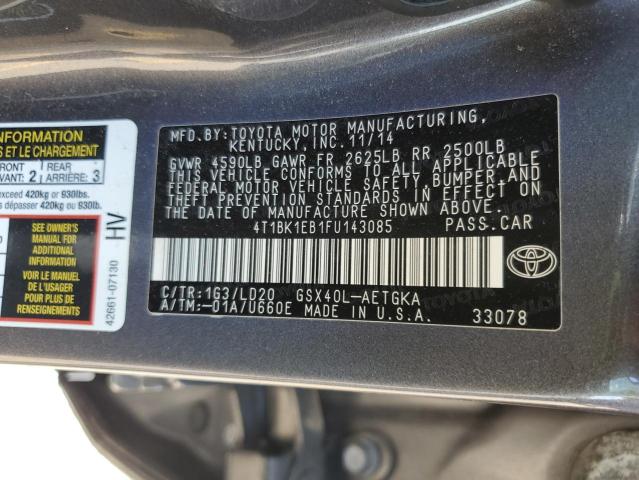 MFD.BY:TOYOTA MOTOR MANUFACTURING,
KENTUCKY, INC. 11/14
GVWR 4590LB GAWR FR 2625LB RR 2500LB
THIS VEHICLE CONFORMS TO ALL APPLICABLE
FEDERAL MOTOR VEHICLE SAFETY, BUMPER, AND
THEFT PREVENTION STANDARDS IN EFFECT ON
THE DATE OF MANUFACTURE SHOWN ABOVE.
4T1BK1EB1FU143085 PASS.CAR
C/TR:1G3/LD20 GSX40L-AETGKA
A/TM:-01A/U660E MADE IN U.S.A. 33078
INFORMATION
ET LE CHARGEMENT
2 REAR
ARRIÈRE: 3
exceed 420kg or 930lbs.
dépasser 420kg ou 930lb.
SEE OWNER'S
MANUAL FOR
ADDITIONAL
INFORMATION
VOIR LE MANUEL
DE L'USAGER
POUR PLUS DE
RENSEIGNEMENTS
HV
42661-07130